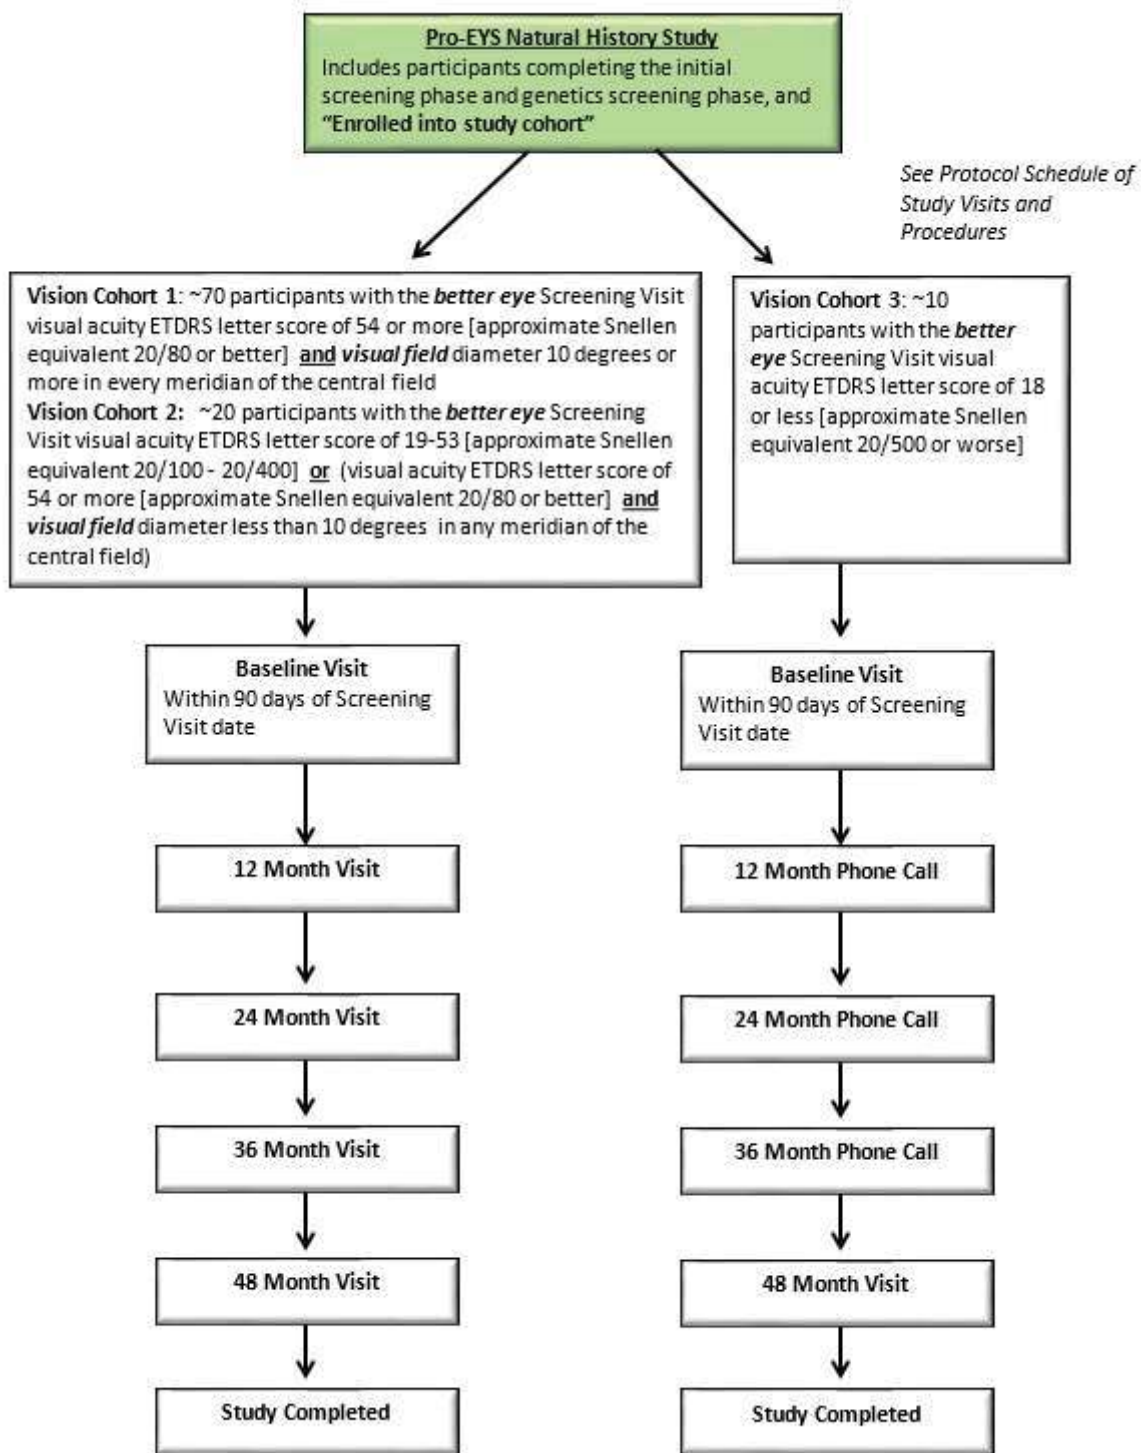 Pro-EYS Natural History Study
Includes participants completing the initial
screening phase and genetics screening phase, and
“Enrolled into study cohort”
See Protocol Schedule of
Study Visits and
Procedures
Vision Cohort 1: ~70 participants with the better eye Screening Visit
visual acuity ETDRS letter score of 54 or more [approximate Snellen
equivalent 20/80 or better] and visual field diameter 10 degrees or
more in every meridian of the central field
Vision Cohort 2: ~20 participants with the better eye Screening
Visit visual acuity ETDRS letter score of 19-53 [approximate Snellen
equivalent 20/100 - 20/400] or (visual acuity ETDRS letter score of
54 or more [approximate Snellen equivalent 20/80 or better] and
visual field diameter less than 10 degrees in any meridian of the
central field)
Vision Cohort 3: ~10
participants with the better
eye Screening Visit visual
acuity ETDRS letter score of 18
or less [approximate Snellen
equivalent 20/500 or worse]
Baseline Visit
Within 90 days of Screening
Visit date
Baseline Visit
Within 90 days of Screening
Visit date
12 Month Visit
12 Month Phone Call
24 Month Visit
24 Month Phone Call
36 Month Visit
36 Month Phone Call
48 Month Visit
48 Month Visit
Study Completed
Study Completed